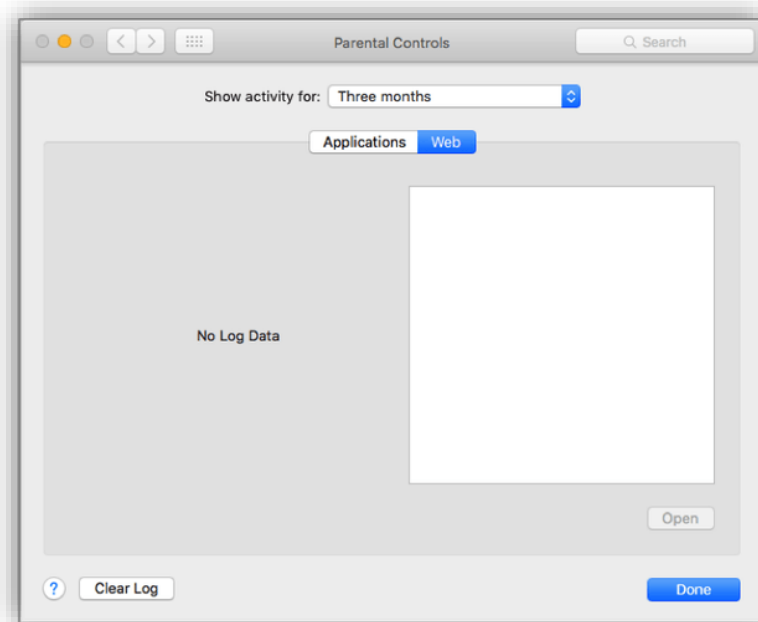 Parental Controls
Search
Show activity for: Three months
Applications Web
No Log Data
Open
? Clear Log
Done